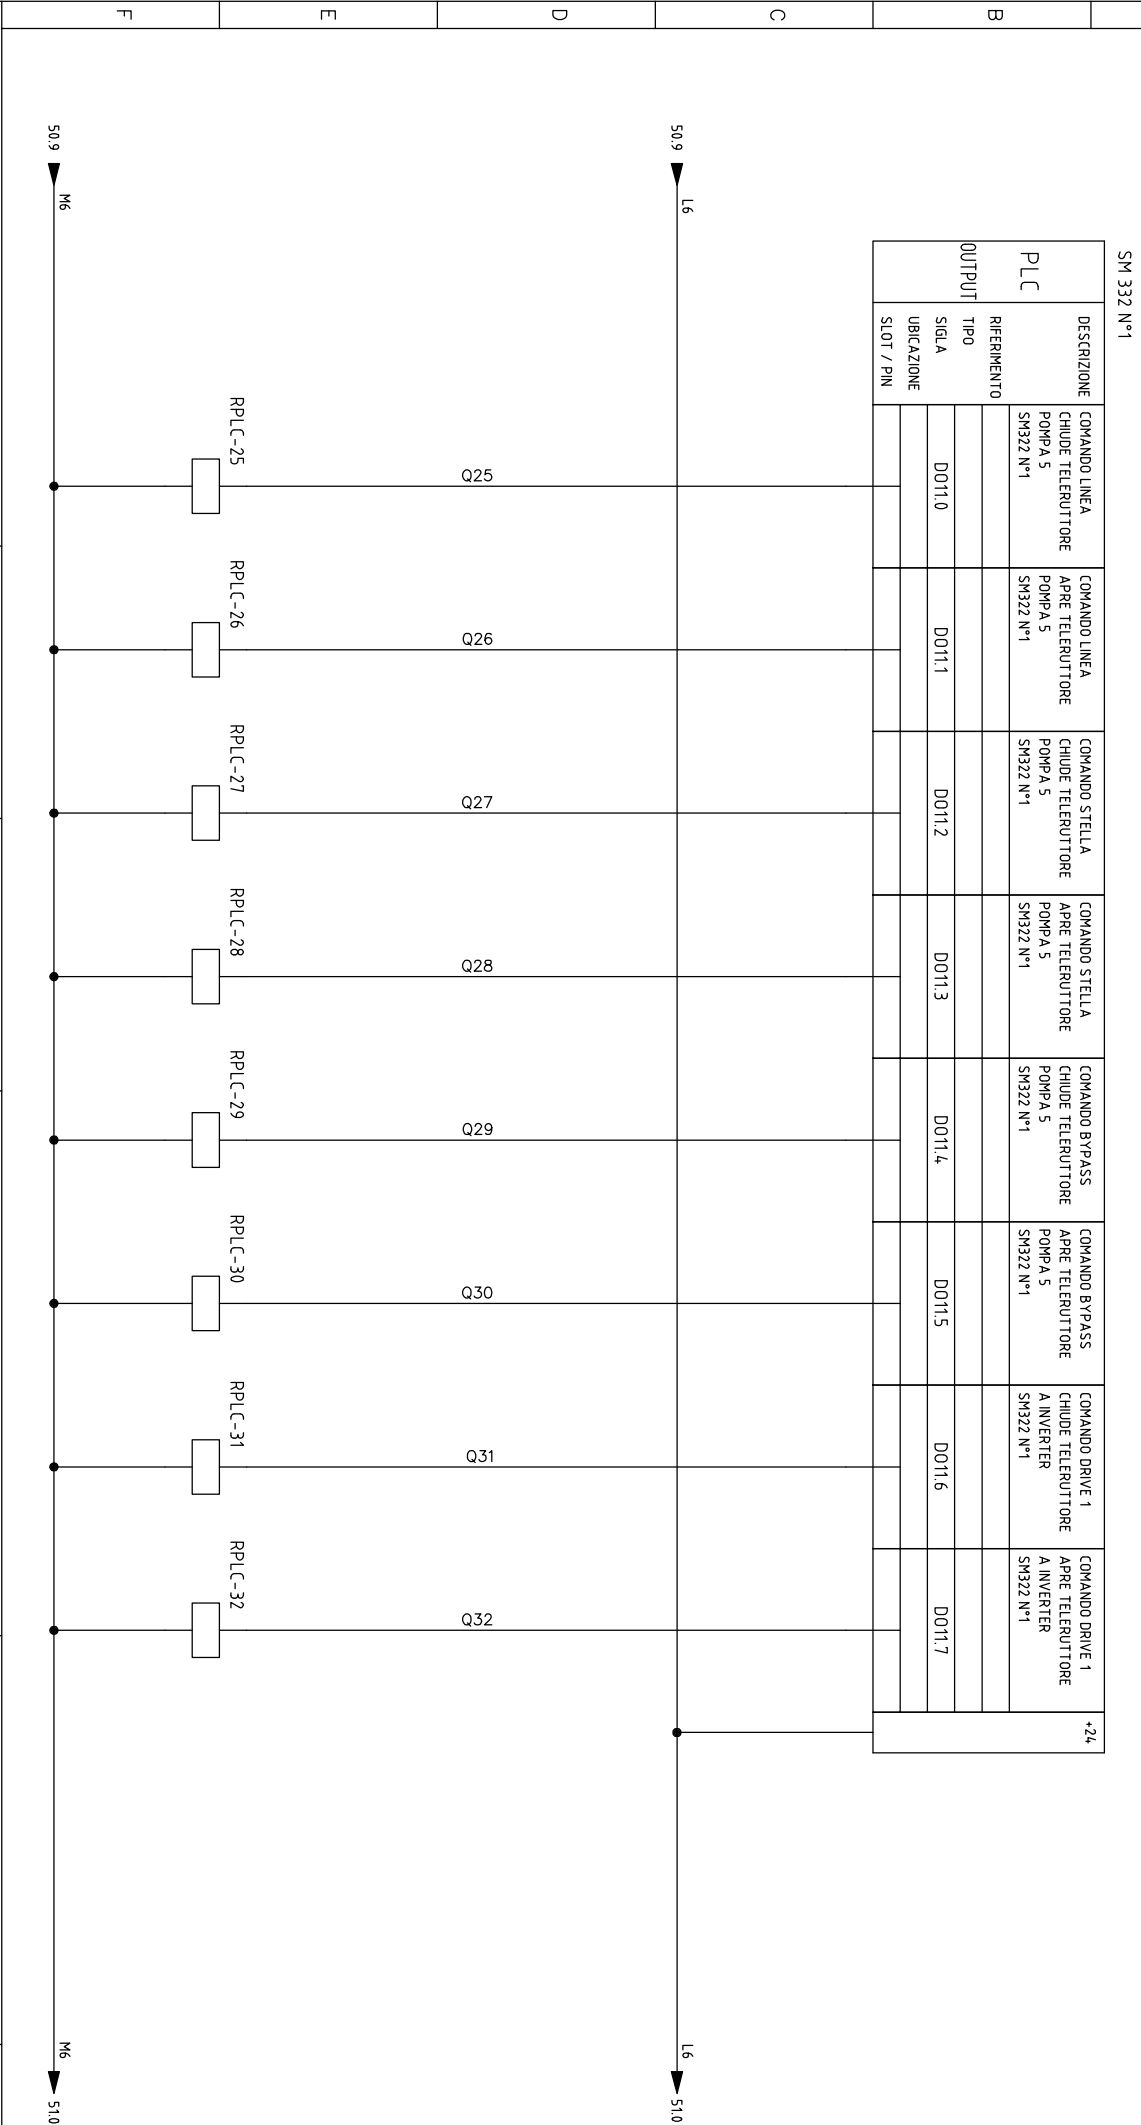 F
E
D
C
B
SM 332 N°1
PLC
OUTPUT
DESCRIZIONE
RIFERIMENTO
TIPO
SIGLA
UBICAZIONE
SLOT / PIN
COMANDO LINEA
CHIUDE TELERUTTORE
POMPA 5
SM322 N°1
DO11.0
COMANDO LINEA
APRE TELERUTTORE
POMPA 5
SM322 N°1
DO11.1
COMANDO STELLA
CHIUDE TELERUTTORE
POMPA 5
SM322 N°1
DO11.2
COMANDO STELLA
APRE TELERUTTORE
POMPA 5
SM322 N°1
DO11.3
COMANDO BYPASS
CHIUDE TELERUTTORE
POMPA 5
SM322 N°1
DO11.4
COMANDO BYPASS
APRE TELERUTTORE
POMPA 5
SM322 N°1
DO11.5
COMANDO DRIVE 1
CHIUDE TELERUTTORE
A INVERTER
SM322 N°1
DO11.6
COMANDO DRIVE 1
APRE TELERUTTORE
A INVERTER
SM322 N°1
DO11.7
+24
50.9
L6
L6
51.0
Q25
Q26
Q27
Q28
Q29
Q30
Q31
Q32
RPLC-25
RPLC-26
RPLC-27
RPLC-28
RPLC-29
RPLC-30
RPLC-31
RPLC-32
50.9
M6
M6
51.0